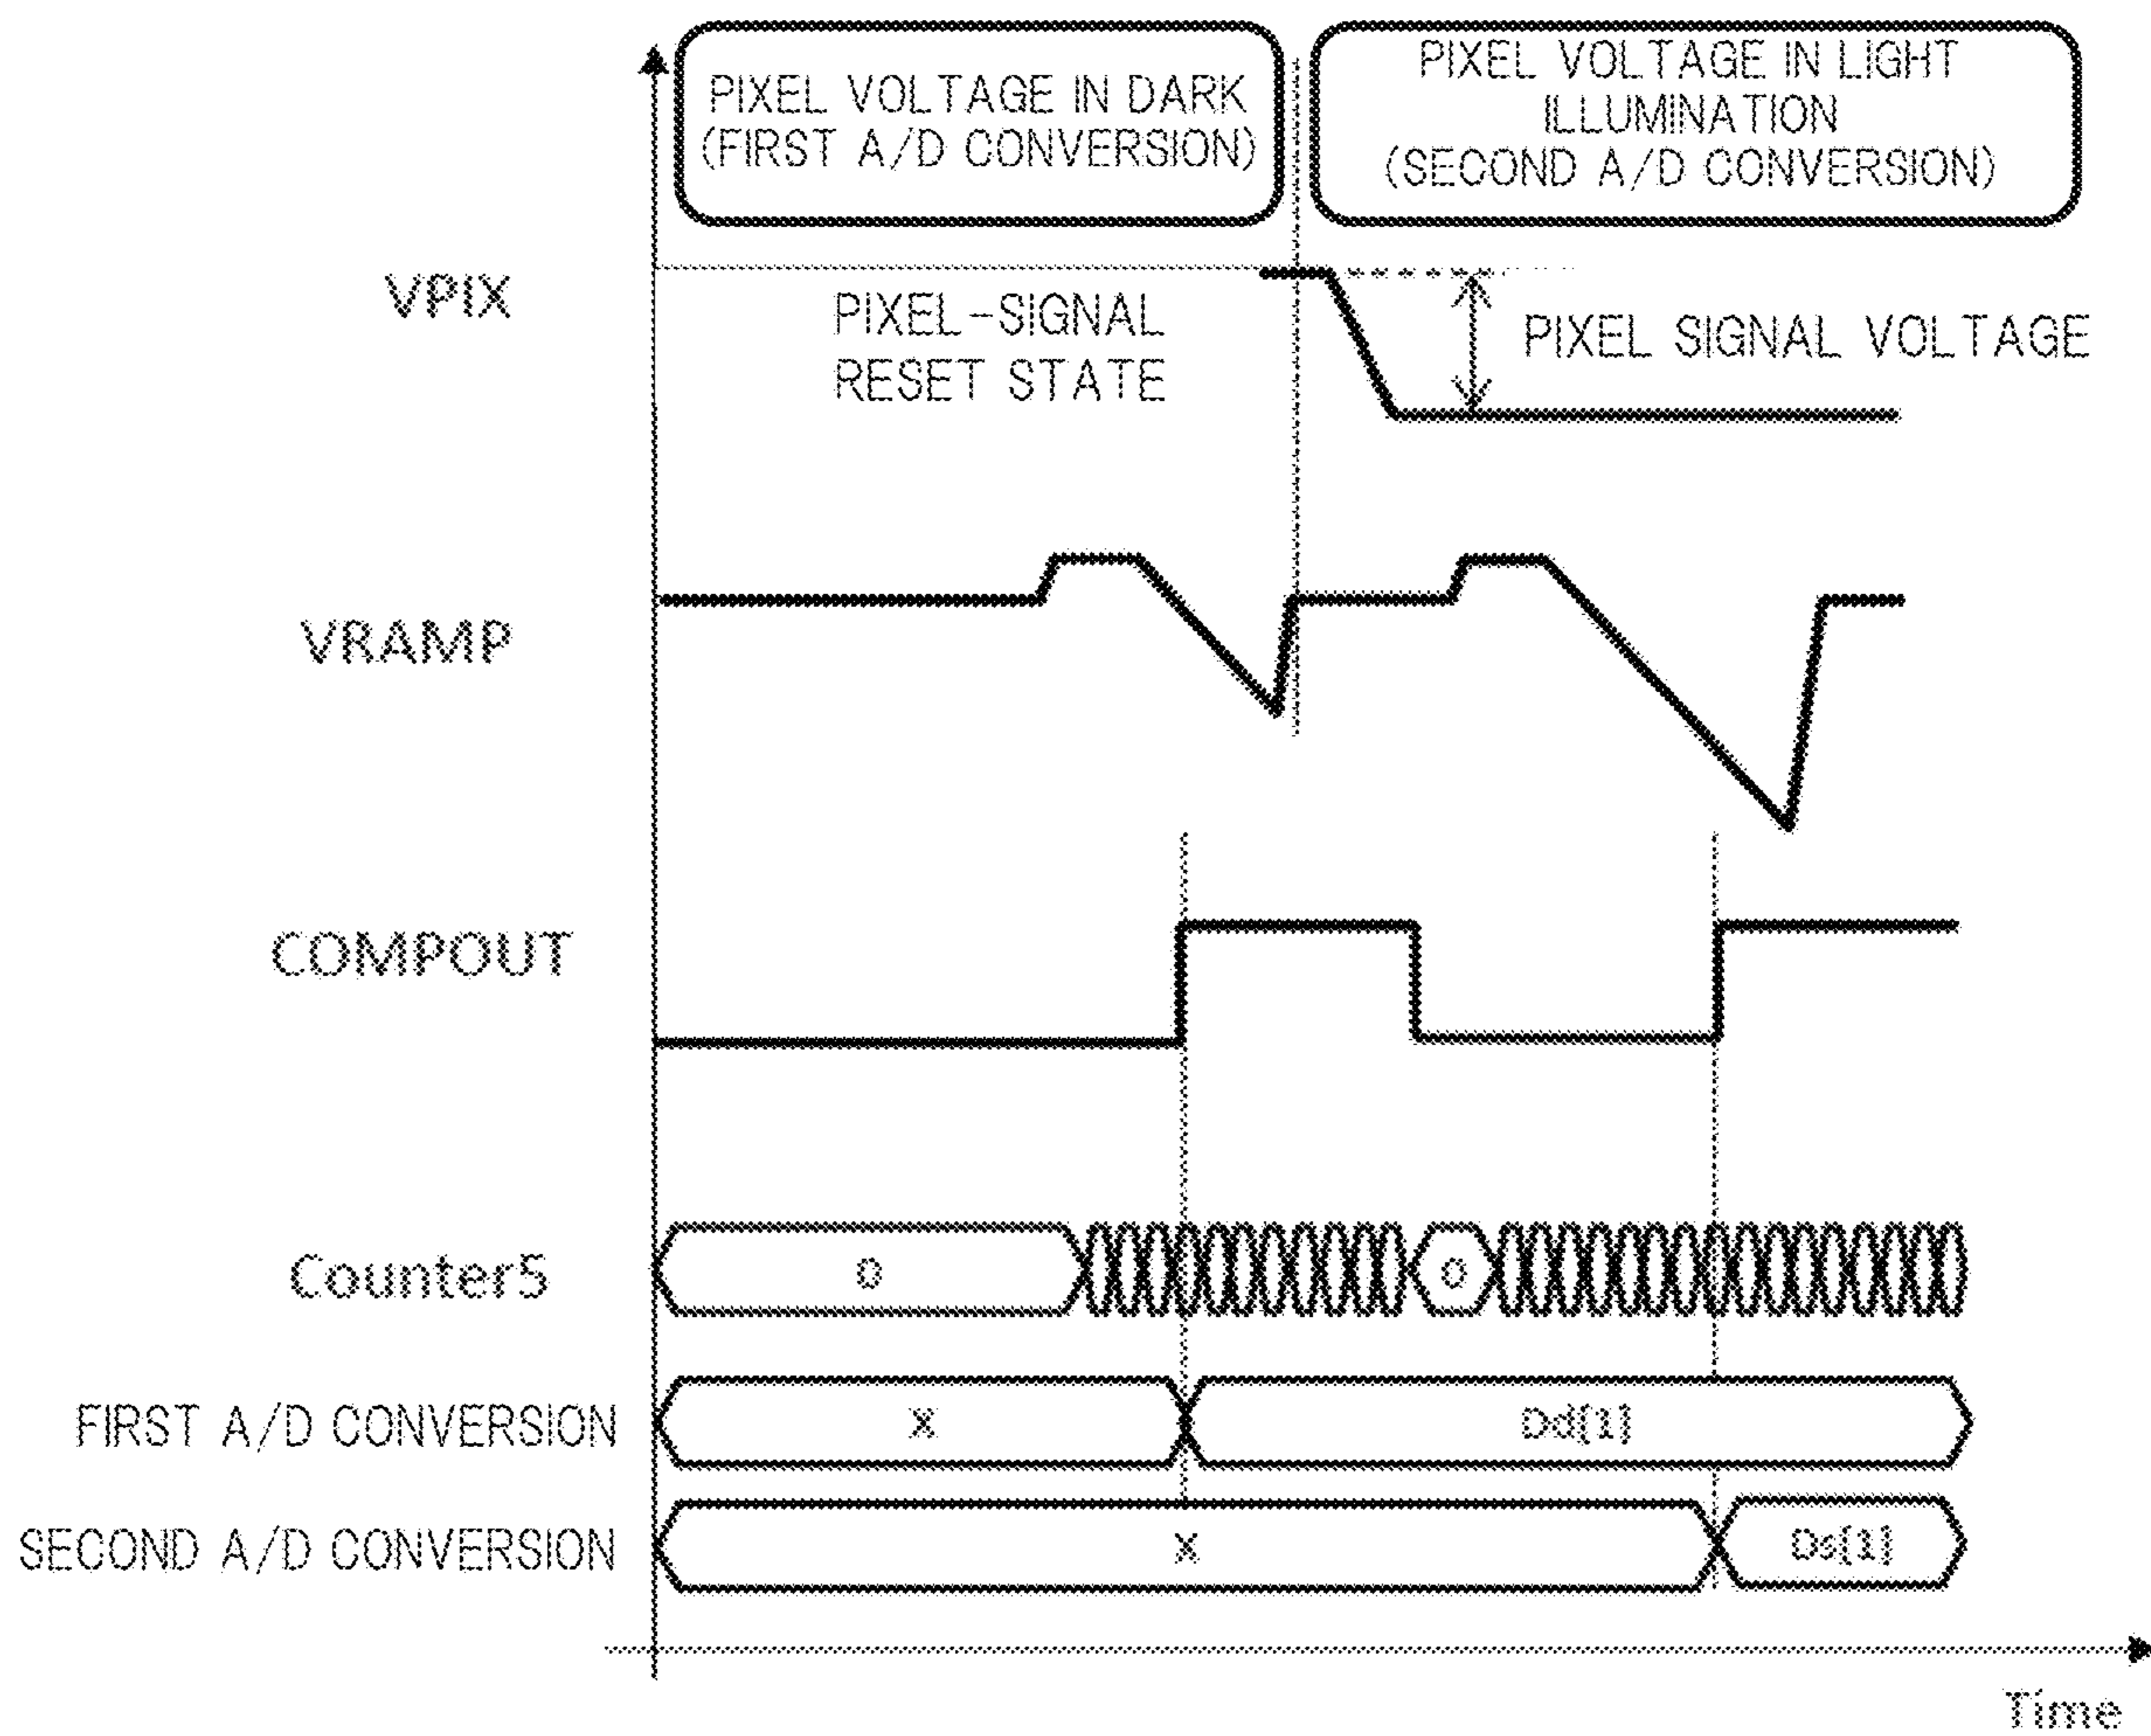 PIXEL VOLTAGE IN DARK
(FIRST A/D CONVERSION)
PIXEL VOLTAGE IN LIGHT
ILLUMINATION
(SECOND A/D CONVERSION)
VPIX
PIXEL-SIGNAL
RESET STATE
PIXEL SIGNAL VOLTAGE
VRAMP
COMPOUT
Counter5
0
0
FIRST A/D CONVERSION
X
Dd[1]
SECOND A/D CONVERSION
X
Ds[1]
Time